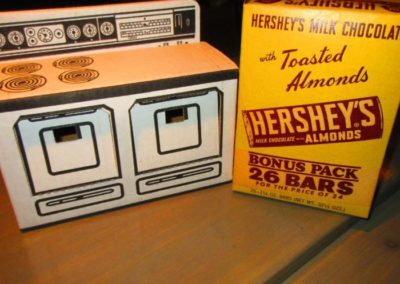 HERSHEY'S MILK CHOCOLAT
with Toasted
Almonds
HERSHEY'S
MILK CHOCOLATE WITH ALMONDS
BONUS PACK
26 BARS
FOR THE PRICE OF 24